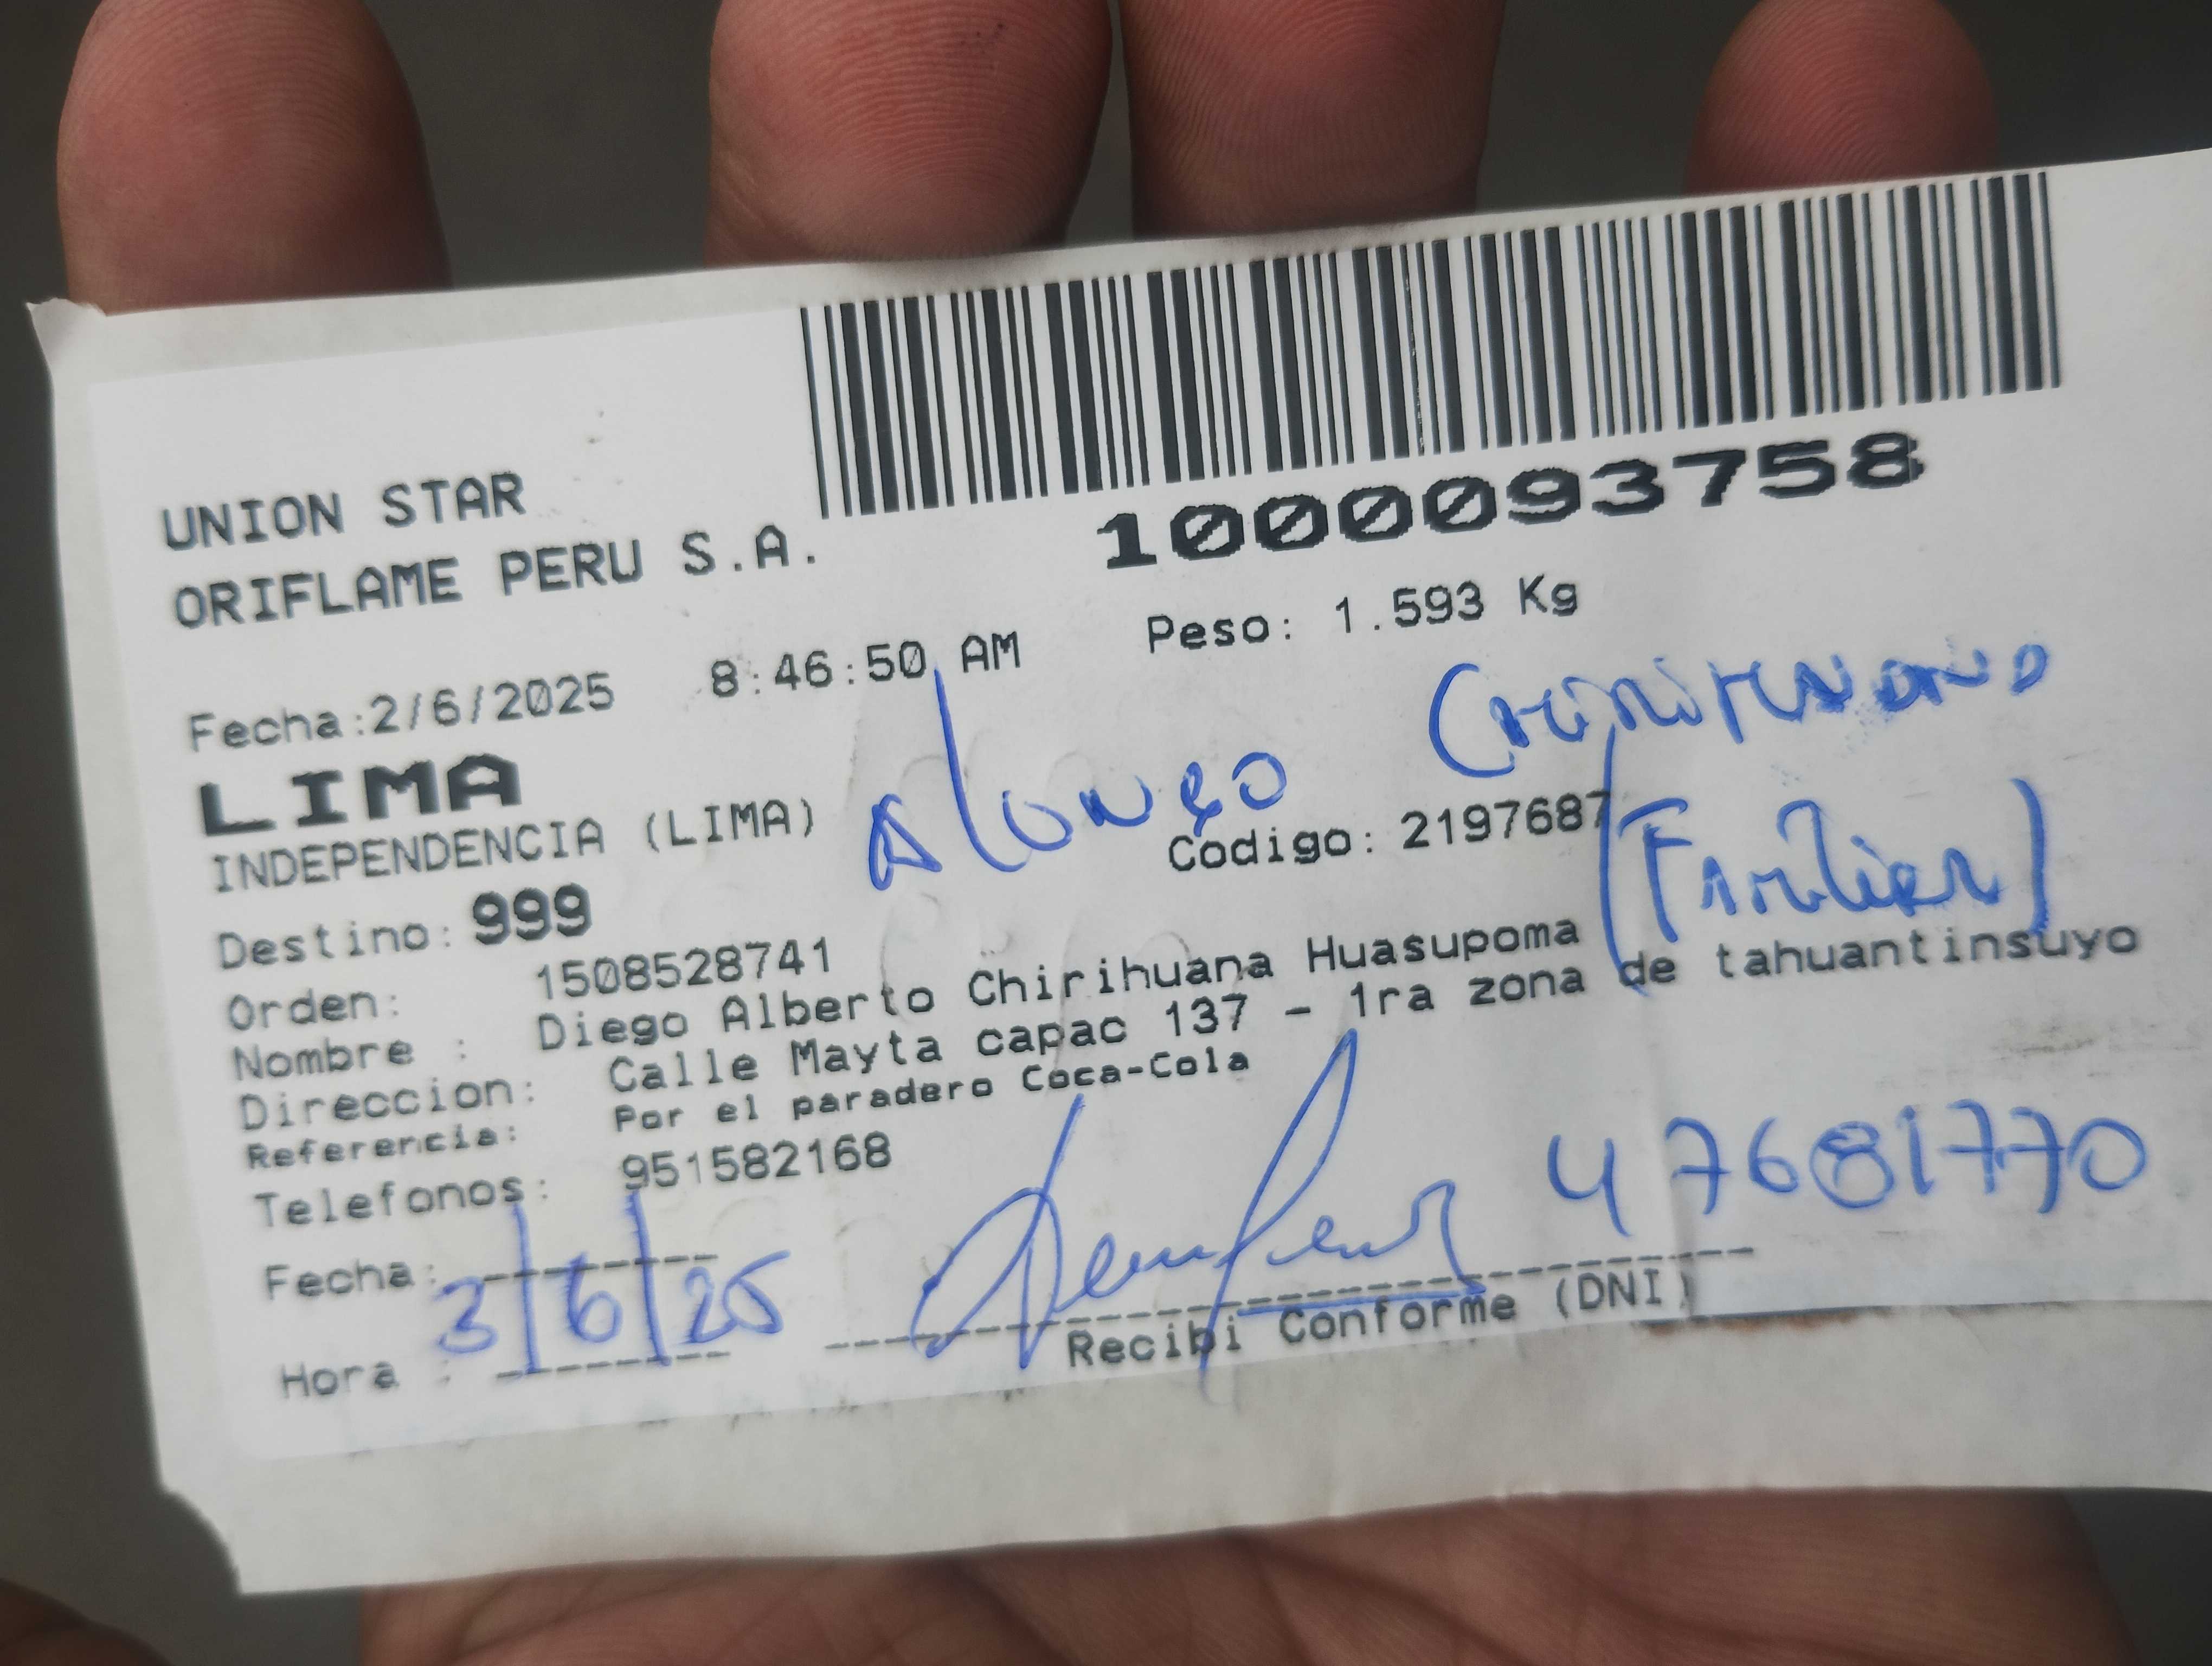 UNION STAR
ORIFLAME PERU S.A.
1000093758
Fecha:2/6/2025 8:46:50 AM Peso: 1.593 Kg
LIMA
INDEPENDENCIA (LIMA)
Alonso Chirihuana
Codigo: 2197687
(Familiar)
Destino: 999
Orden: 1508528741
Nombre : Diego Alberto Chirihuana Huasupoma
Direccion: Calle Mayta capac 137 - 1ra zona de tahuantinsuyo
Referencia: Por el paradero Coca-Cola
Telefonos: 951582168
47681770
Fecha: 3/6/25
Hora :
Recibi Conforme (DNI)